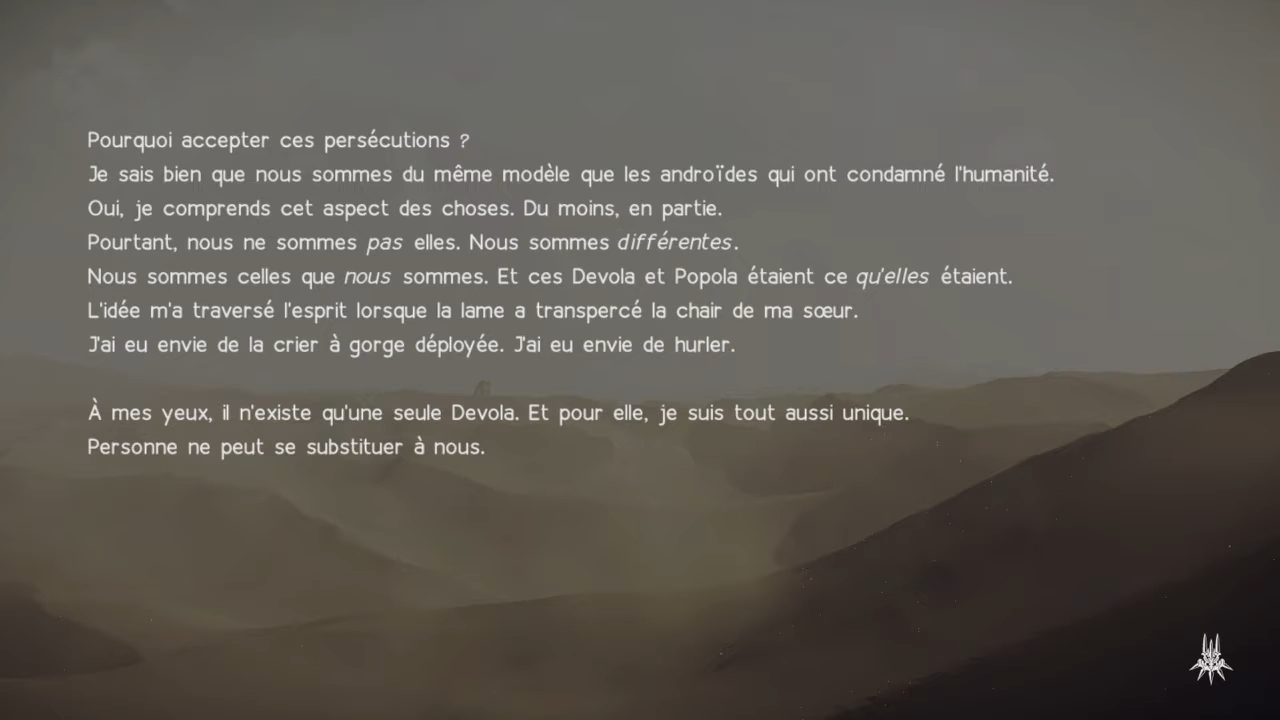 Pourquoi accepter ces persécutions ?
Je sais bien que nous sommes du même modèle que les androïdes qui ont condamné l'humanité.
Oui, je comprends cet aspect des choses. Du moins, en partie.
Pourtant, nous ne sommes pas elles. Nous sommes différentes.
Nous sommes celles que nous sommes. Et ces Devola et Popola étaient ce qu'elles étaient.
L'idée m'a traversé l'esprit lorsque la lame a transpercé la chair de ma sœur.
J'ai eu envie de la crier à gorge déployée. J'ai eu envie de hurler.
À mes yeux, il n'existe qu'une seule Devola. Et pour elle, je suis tout aussi unique.
Personne ne peut se substituer à nous.